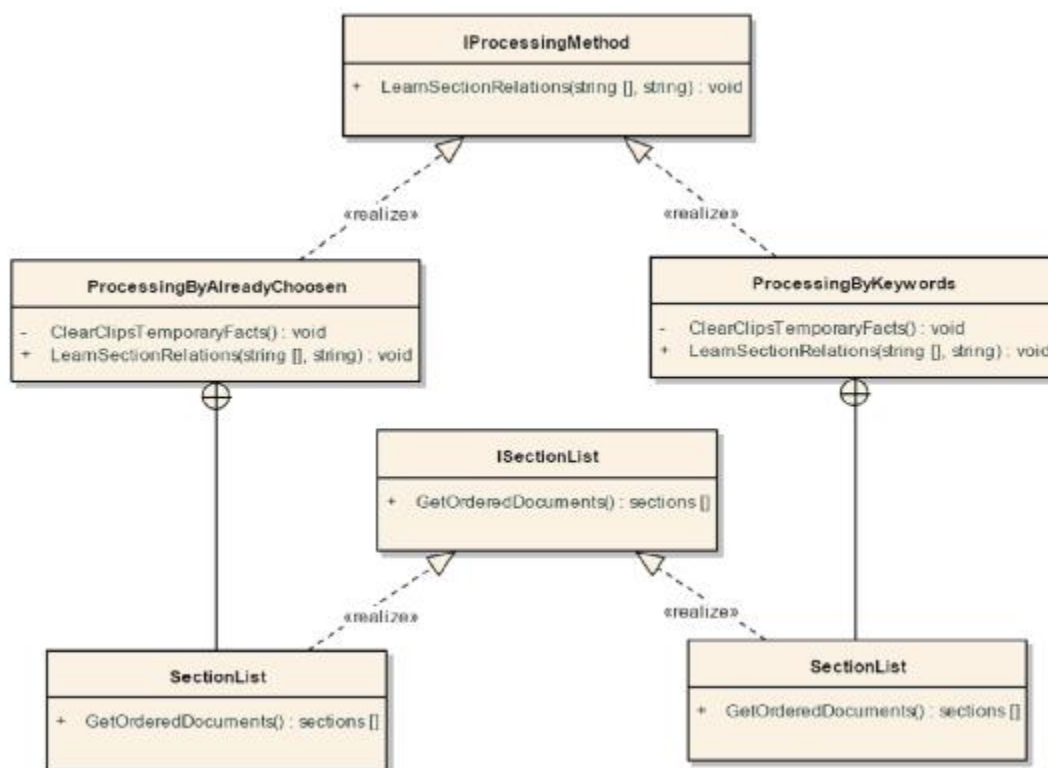 IProcessingMethod
+ LearnSectionRelations(string [], string) : void
«realize»
«realize»
ProcessingByAlreadyChoosen
- ClearClipsTemporaryFacts() : void
+ LearnSectionRelations(string [], string) : void
ProcessingByKeywords
- ClearClipsTemporaryFacts() : void
+ LearnSectionRelations(string [], string) : void
ISectionList
+ GetOrderedDocuments() : sections []
«realize»
«realize»
SectionList
+ GetOrderedDocuments() : sections []
SectionList
+ GetOrderedDocuments() : sections []